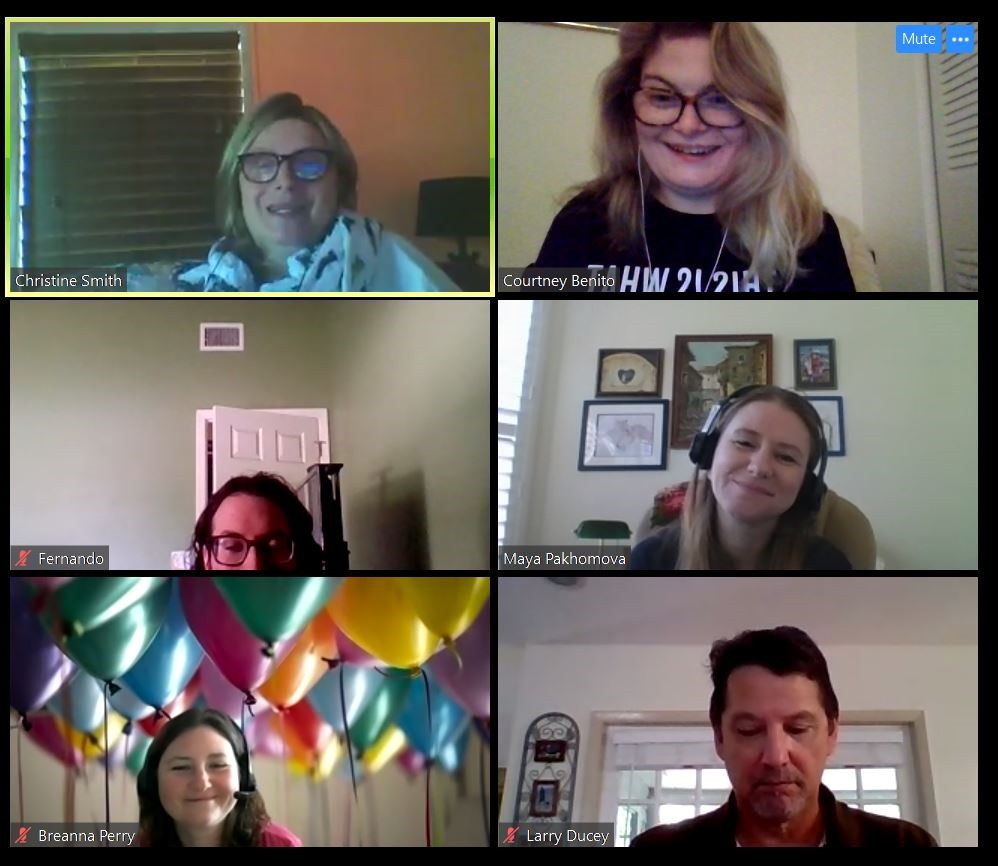 Christine Smith
Mute
Courtney Benito
Fernando
Maya Pakhomova
Breanna Perry
Larry Ducey